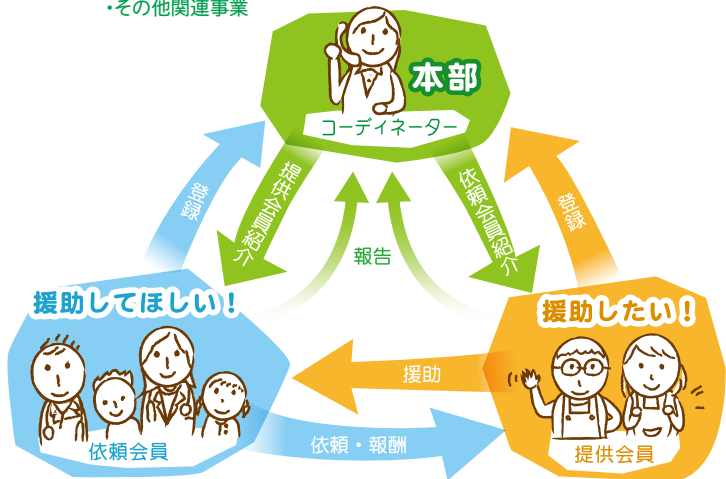 ・その他関連事業
本部
コーディネーター
登録
提供会員紹介
依頼会員紹介
登録
報告
援助してほしい！
援助したい！
援助
依頼・報酬
依頼会員
提供会員